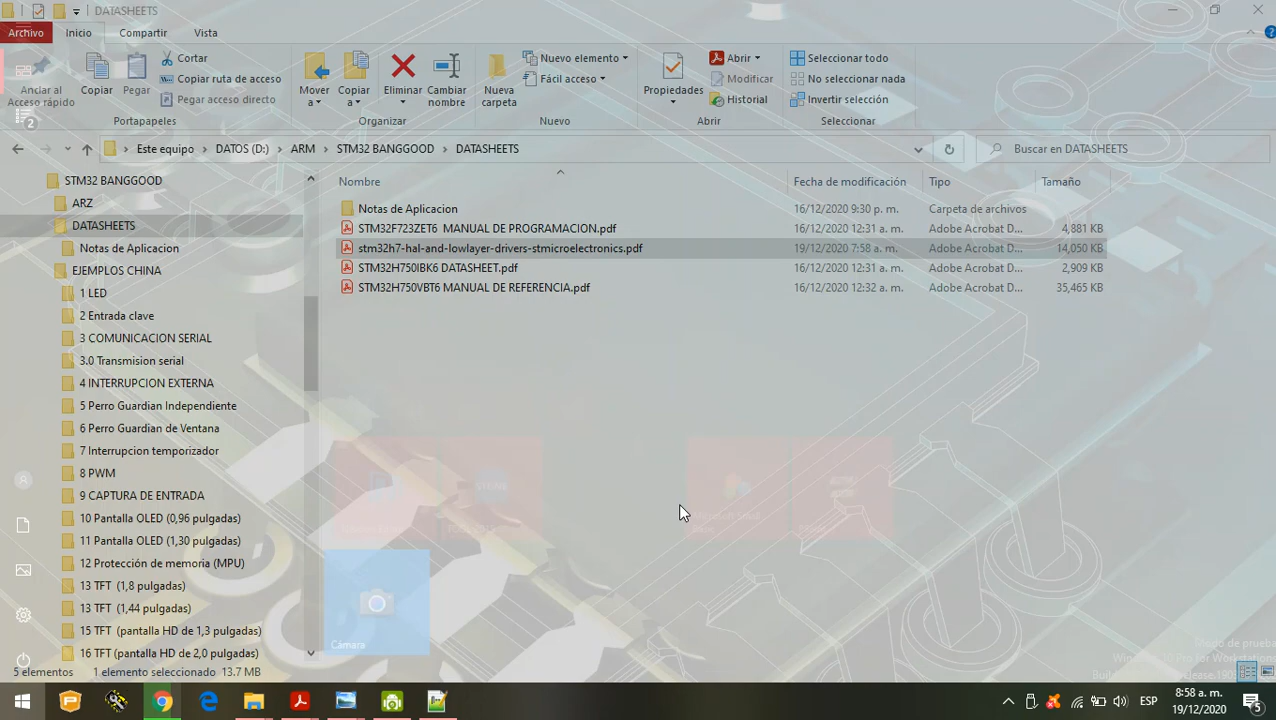 DATASHEETS
Archivo Inicio Compartir Vista
Anclar al Acceso rápido
Copiar
Pegar
Cortar
Copiar ruta de acceso
Pegar acceso directo
Portapapeles
Mover a
Copiar a
Eliminar
Cambiar nombre
Organizar
Nueva carpeta
Nuevo elemento
Fácil acceso
Nuevo
Propiedades
Abrir
Modificar
Historial
Abrir
Seleccionar todo
No seleccionar nada
Invertir selección
Seleccionar
2
Este equipo DATOS (D:) ARM STM32 BANGGOOD DATASHEETS
Buscar en DATASHEETS
STM32 BANGGOOD
ARZ
DATASHEETS
Notas de Aplicacion
EJEMPLOS CHINA
1 LED
2 Entrada clave
3 COMUNICACION SERIAL
3.0 Transmision serial
4 INTERRUPCION EXTERNA
5 Perro Guardian Independiente
6 Perro Guardian de Ventana
7 Interrupcion temporizador
8 PWM
9 CAPTURA DE ENTRADA
10 Pantalla OLED (0,96 pulgadas)
11 Pantalla OLED (1,30 pulgadas)
12 Protección de memoria (MPU)
13 TFT (1,8 pulgadas)
13 TFT (1,44 pulgadas)
15 TFT (pantalla HD de 1,3 pulgadas)
16 TFT (pantalla HD de 2,0 pulgadas)
Nombre Fecha de modificación Tipo Tamaño
Notas de Aplicacion 16/12/2020 9:30 p. m. Carpeta de archivos
STM32F723ZET6 MANUAL DE PROGRAMACION.pdf 16/12/2020 12:31 a. m. Adobe Acrobat D... 4,881 KB
stm32h7-hal-and-lowlayer-drivers-stmicroelectronics.pdf 19/12/2020 7:58 a. m. Adobe Acrobat D... 14,050 KB
STM32H750IBK6 DATASHEET.pdf 16/12/2020 12:31 a. m. Adobe Acrobat D... 2,909 KB
STM32H750VBT6 MANUAL DE REFERENCIA.pdf 16/12/2020 12:32 a. m. Adobe Acrobat D... 35,465 KB
Cámara
Modo de prueba
5 elementos 1 elemento seleccionado 13.7 MB
ESP
8:58 a. m.
19/12/2020
5